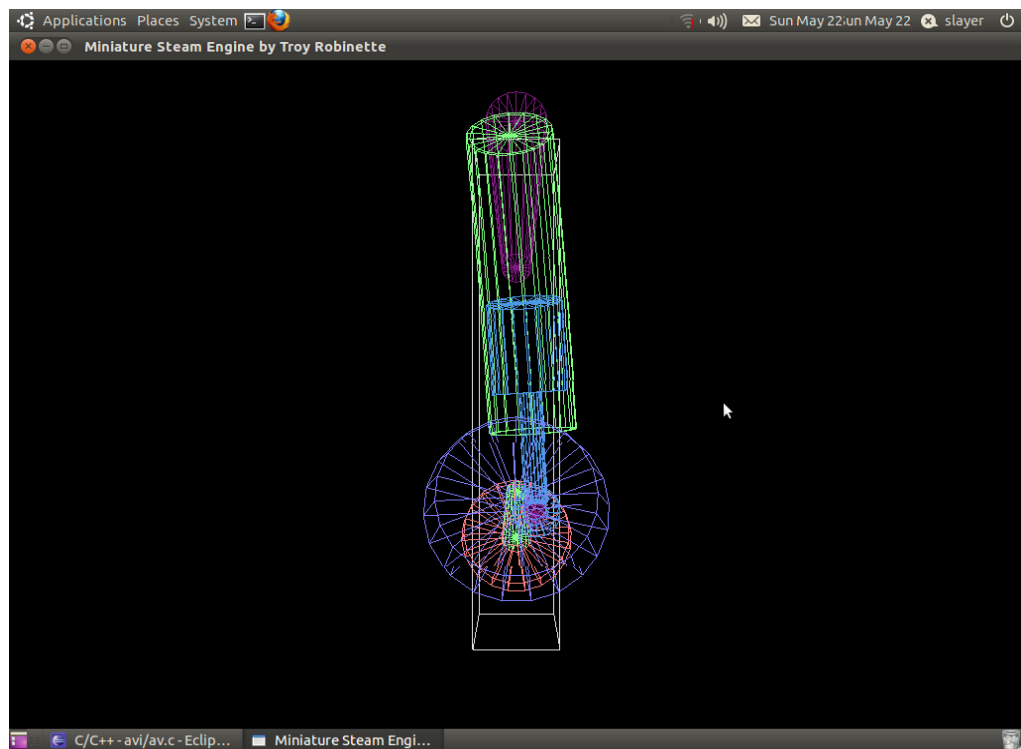 Applications Places System Sun May 22 un May 22 slayer
Miniature Steam Engine by Troy Robinette
C/C++ - avi/av.c - Eclip... Miniature Steam Engi...